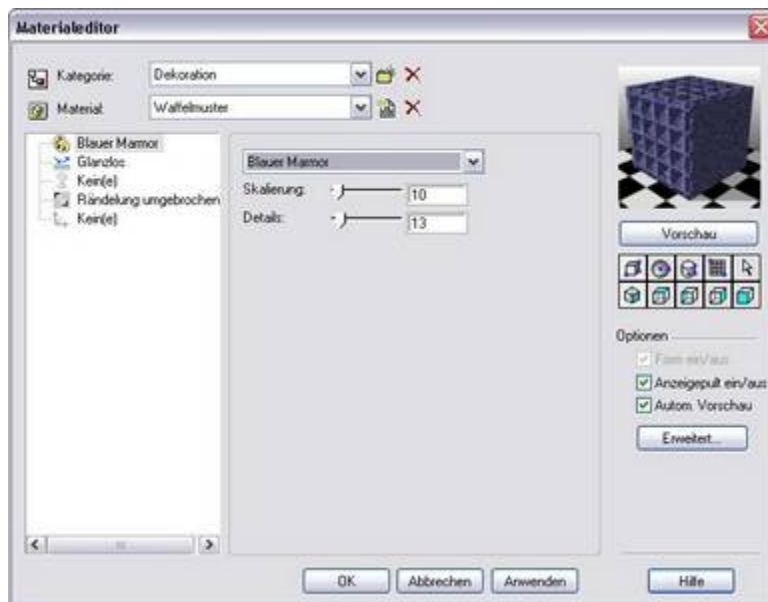 Materialeditor
Kategorie: Dekoration
Material: Waffelmuster
Blauer Marmor
Glanzlos
Kein(e)
Rändelung umgebrochen
Kein(e)
Blauer Marmor
Skalierung: 10
Details: 13
Vorschau
Optionen
Form ein/aus
Anzeigepult ein/aus
Autom. Vorschau
Erweitert...
OK Abbrechen Anwenden Hilfe